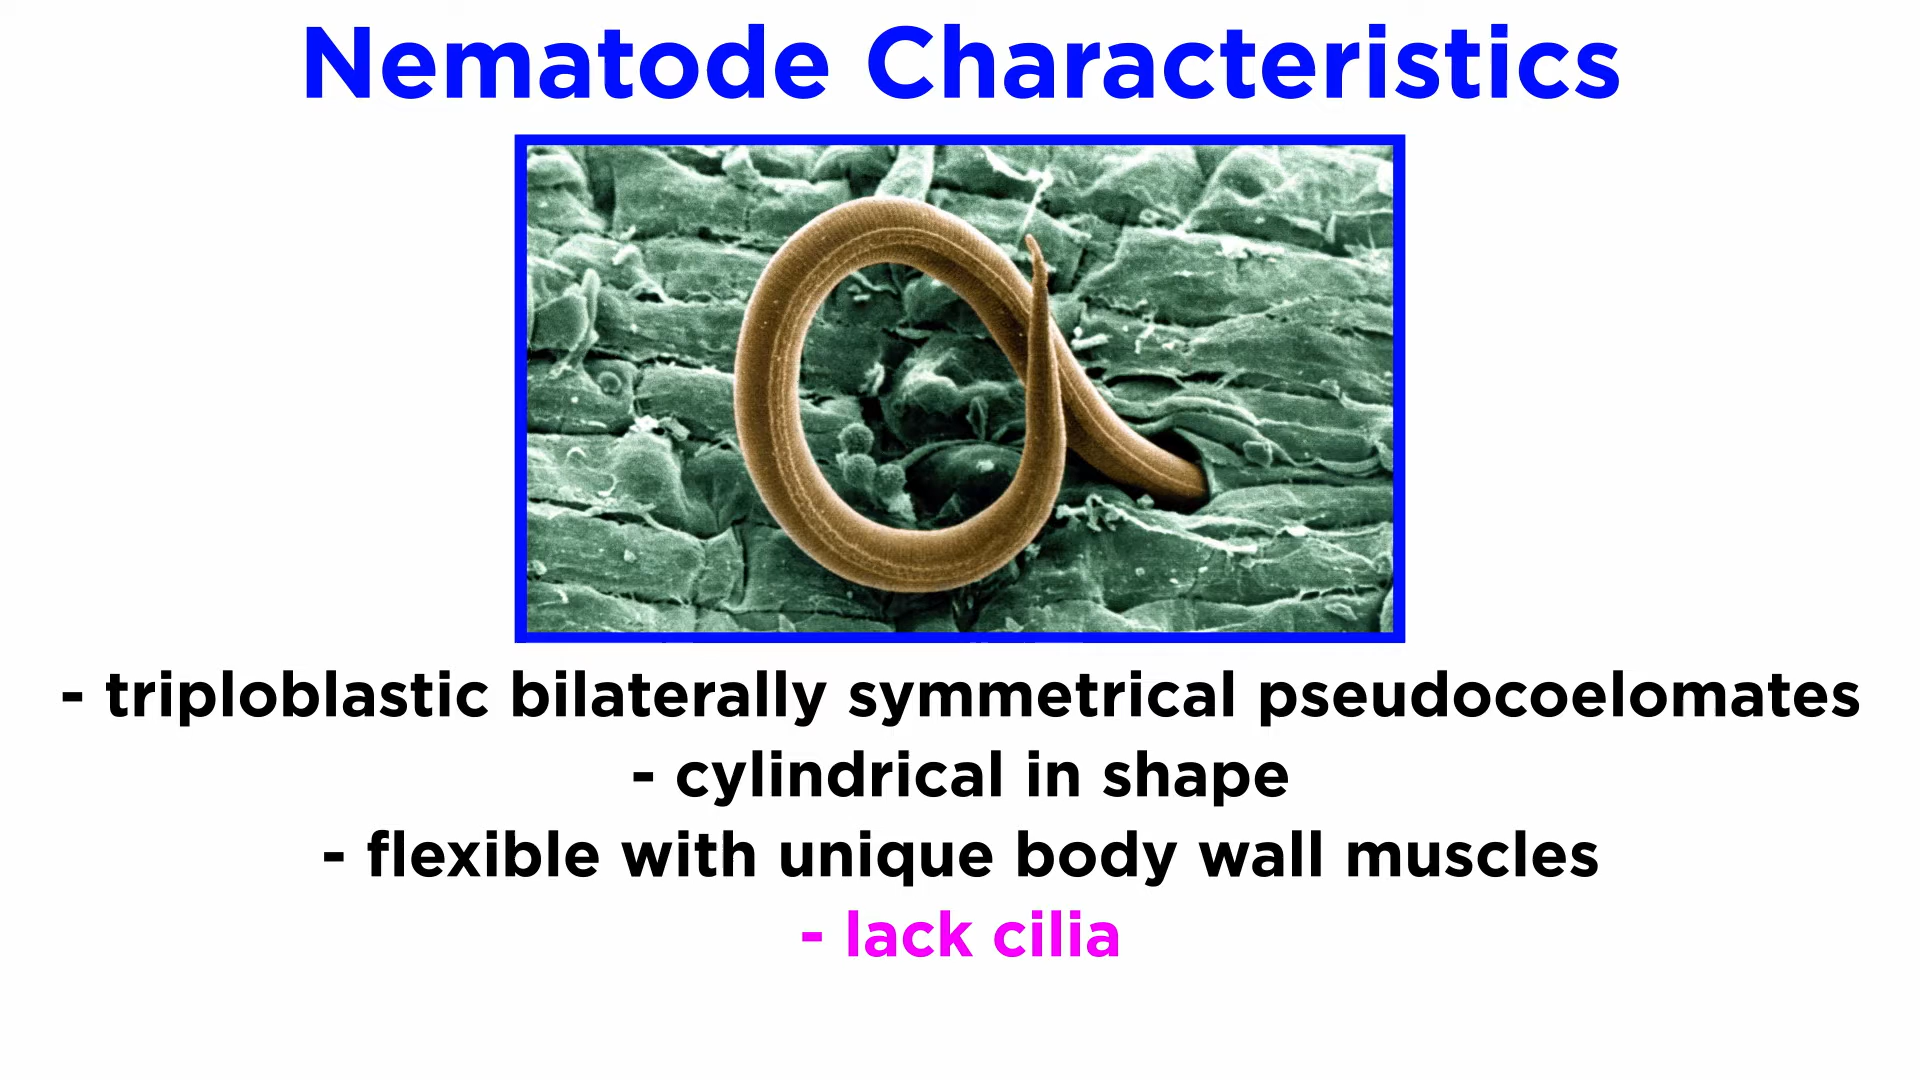 Nematode Characteristics
- triploblastic bilaterally symmetrical pseudocoelomates
- cylindrical in shape
- flexible with unique body wall muscles
- lack cilia